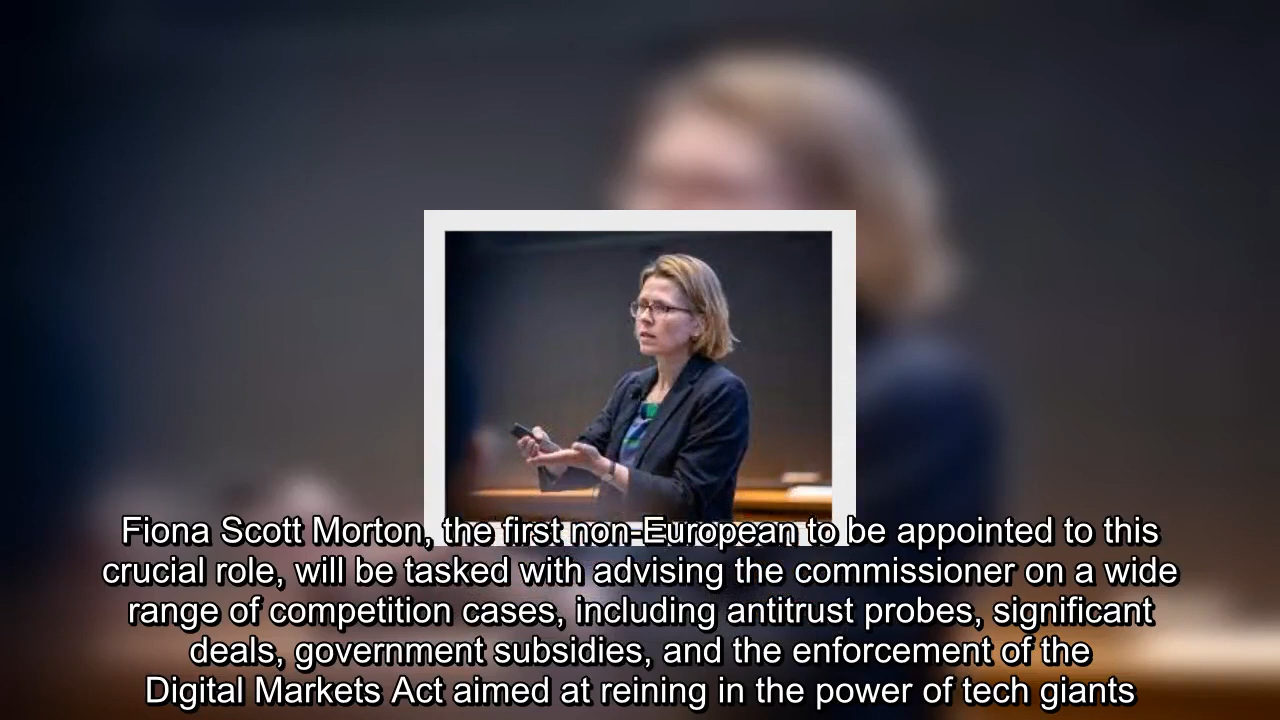 Fiona Scott Morton, the first non-European to be appointed to this
crucial role, will be tasked with advising the commissioner on a wide
range of competition cases, including antitrust probes, significant
deals, government subsidies, and the enforcement of the
Digital Markets Act aimed at reining in the power of tech giants